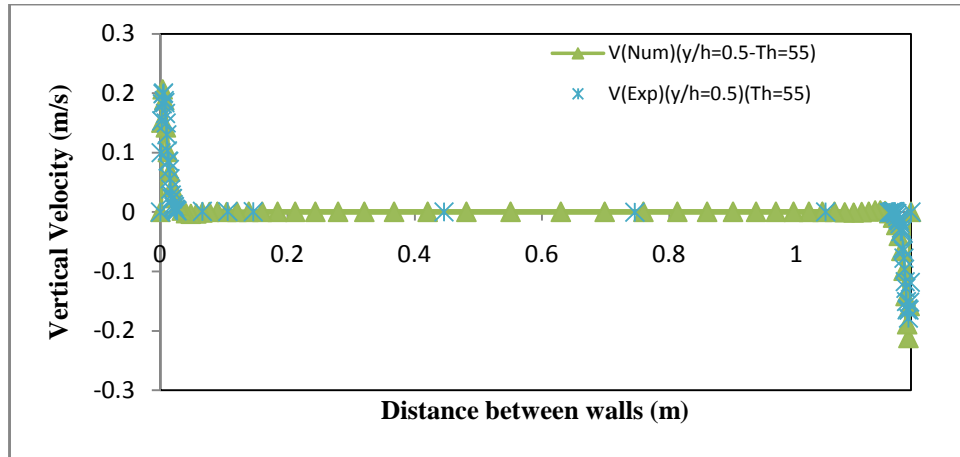 0.3
V(Num)(y/h=0.5-Th=55)
V(Exp)(y/h=0.5)(Th=55)
0.2
0.1
0
-0.1
-0.2
-0.3
0 0.2 0.4 0.6 0.8 1
Vertical Velocity (m/s)
Distance between walls (m)